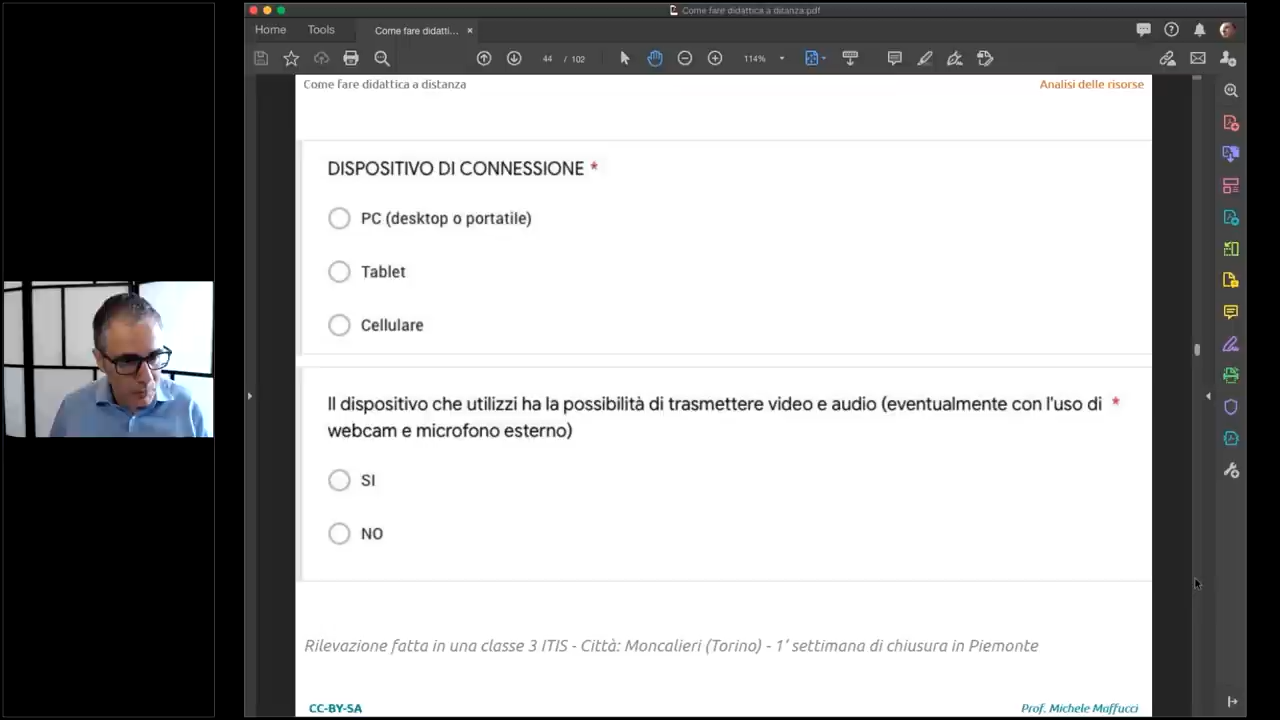 Come fare didattica a ditanza.pdf
Home
Tools
Come fare didatti...
×
44 / 102
114%
Come fare didattica a distanza
Analisi delle risorse
DISPOSITIVO DI CONNESSIONE *
PC (desktop o portatile)
Tablet
Cellulare
Il dispositivo che utilizzi ha la possibilità di trasmettere video e audio (eventualmente con l'uso di *
webcam e microfono esterno)
SI
NO
Rilevazione fatta in una classe 3 ITIS - Città: Moncalieri (Torino) - 1' settimana di chiusura in Piemonte
CC-BY-SA
Prof. Michele Maffucci